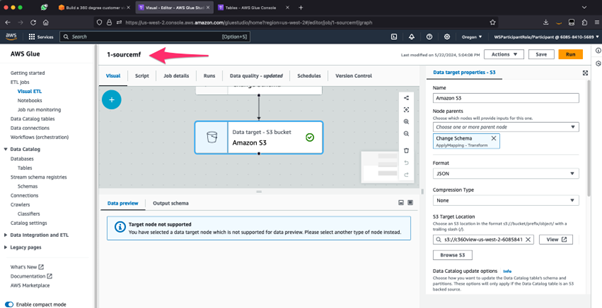 Build a 360 degree customer v
Visual - Editor - AWS Glue Stu
Tables - AWS Glue Console
https://us-west-2.console.aws.amazon.com/gluestudio/home?region=us-west-2#/editor/job/1-sourcemf/graph
aws
Services
Search
[Option+S]
Oregon
AWS Glue
Getting started
ETL jobs
Visual ETL
Notebooks
Job run monitoring
Data Catalog tables
Data connections
Workflows (orchestration)
Data Catalog
Databases
Tables
Stream schema registries
Schemas
Connections
Crawlers
Classifiers
Catalog settings
Data Integration and ETL
Legacy pages
What's New
Documentation
AWS Marketplace
Enable compact mode
1-sourcemf
Last modified on 5/22/2024, 3:04:08 PM
Actions
Save
Run
Visual
Script
Job details
Runs
Data quality - updated
Schedules
Version Control
Change Schema
Data target - S3 bucket
Amazon S3
Data preview
Output schema
Target node not supported
You have selected a data target node which is not supported for data preview. Please select another type of node instead.
Data target properties - S3
Name
Amazon S3
Node parents
Choose which nodes will provide inputs for this one.
Choose one or more parent node
Change Schema
ApplyMapping - Transform
Format
JSON
Compression Type
None
S3 Target Location
Choose an S3 location in the format s3://bucket/prefix/object/ with a
trailing slash (/).
s3://c360view-us-west-2-6085841
View
Browse S3
Data Catalog update options
Info
Choose how you want to update the Data Catalog table's schema and
partitions. These options will only apply if the Data Catalog table is an S3
backed source.